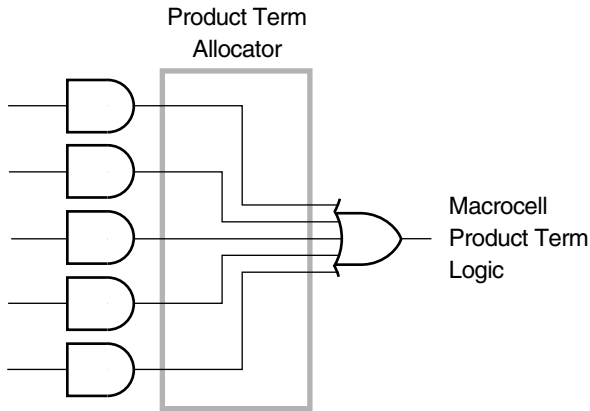 Product Term
Allocator
Macrocell
Product Term
Logic